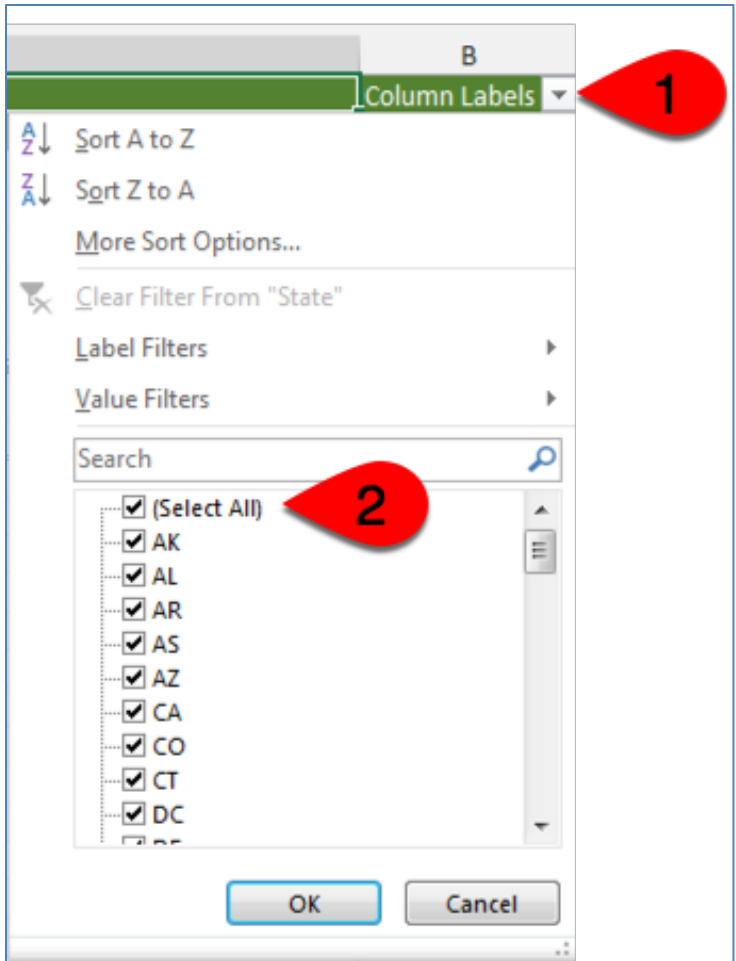 B
Column Labels
1
Sort A to Z
Sort Z to A
More Sort Options...
Clear Filter From "State"
Label Filters
Value Filters
Search
(Select All)
2
AK
AL
AR
AS
AZ
CA
CO
CT
DC
OK
Cancel